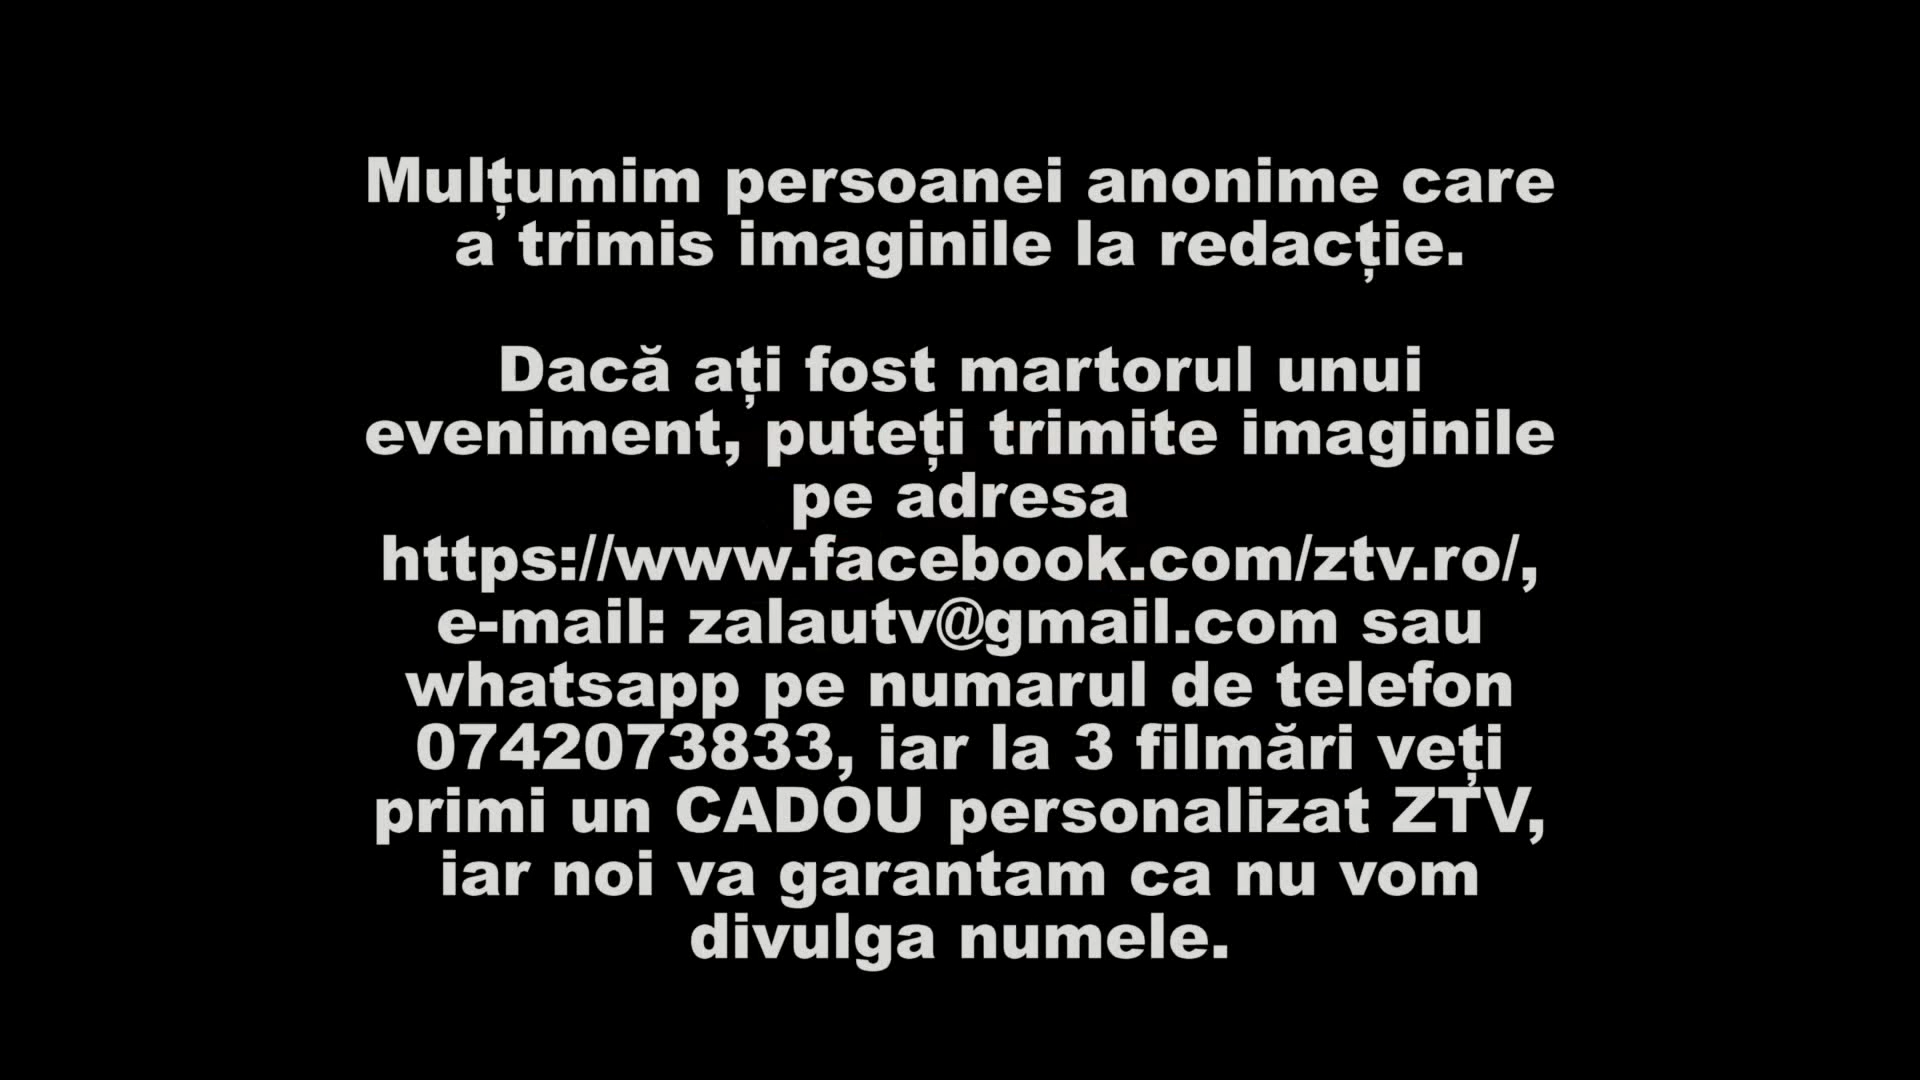 Mulțumim persoanei anonime care
a trimis imaginile la redacție.
Dacă ați fost martorul unui
eveniment, puteți trimite imaginile
pe adresa
https://www.facebook.com/ztv.ro/,
e-mail: zalautv@gmail.com sau
whatsapp pe numarul de telefon
0742073833, iar la 3 filmări veți
primi un CADOU personalizat ZTV,
iar noi va garantam ca nu vom
divulga numele.